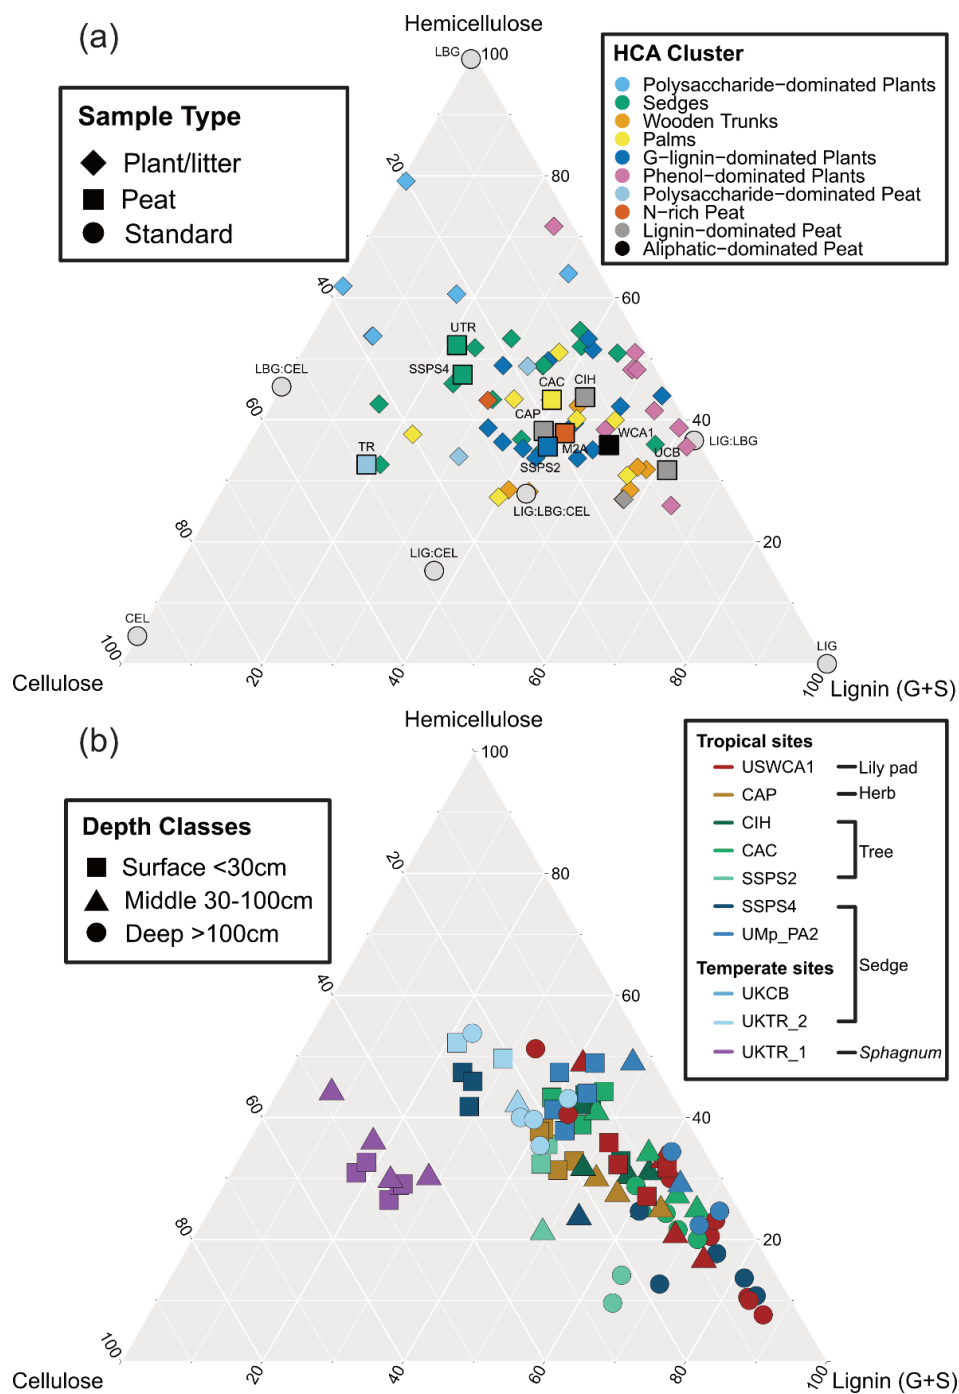 (a)
Hemicellulose
LBG
100
Sample Type
Plant/litter
Peat
Standard
HCA Cluster
Polysaccharide−dominated Plants
Sedges
Wooden Trunks
Palms
G−lignin−dominated Plants
Phenol−dominated Plants
Polysaccharide−dominated Peat
N−rich Peat
Lignin−dominated Peat
Aliphatic−dominated Peat
20
80
40
60
UTR
SSPS4
LBG:CEL
CAC
CIH
60
CAP
40
WCA1
LIG:LBG
TR
M2A
UCB
SSPS2
LIG:LBG:CEL
80
20
LIG:CEL
CEL
LIG
100
20
40
60
80
100
Cellulose
Lignin (G+S)
(b)
Hemicellulose
100
Depth Classes
Surface <30cm
Middle 30-100cm
Deep >100cm
Tropical sites
USWCA1
Lily pad
CAP
Herb
CIH
CAC
Tree
SSPS2
SSPS4
UMp_PA2
Sedge
Temperate sites
UKCB
UKTR_2
UKTR_1
Sphagnum
20
80
40
60
60
40
80
20
100
20
40
60
80
100
Cellulose
Lignin (G+S)